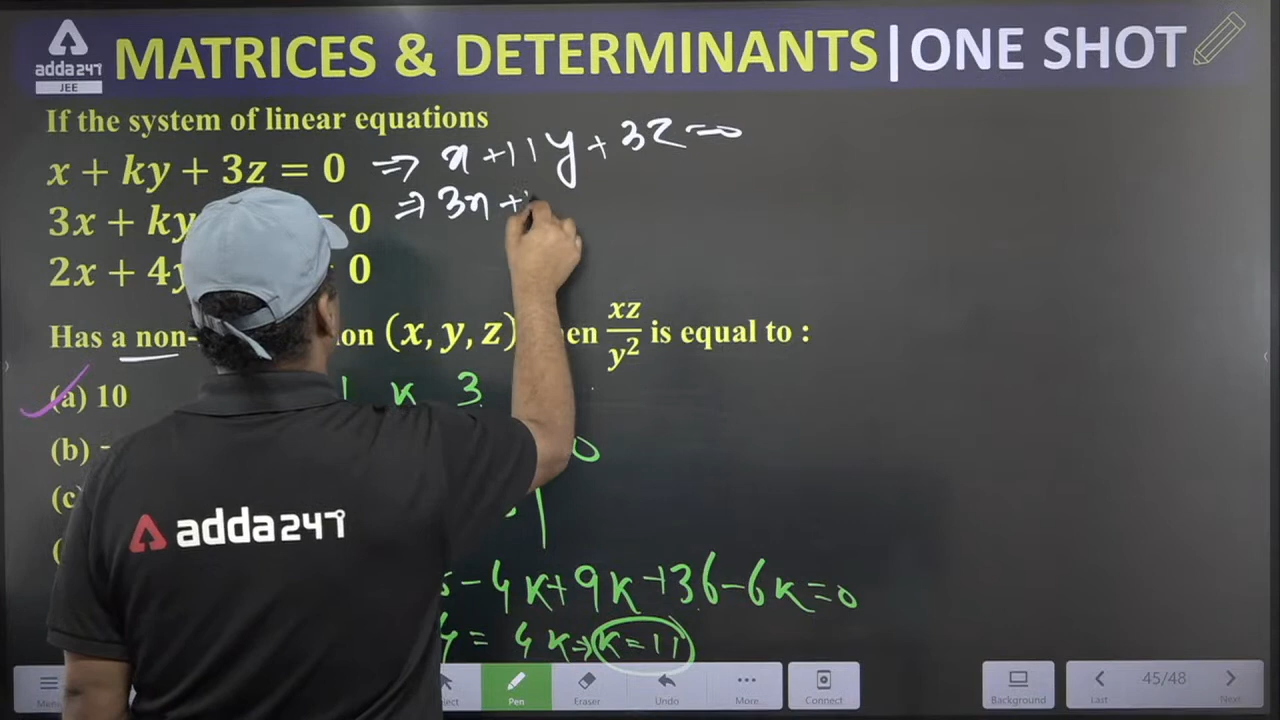 adda247
JEE
MATRICES & DETERMINANTS | ONE SHOT
If the system of linear equations
x + ky + 3z = 0 ⇒ x + 11y + 3z = 0
3x + ky = 0 ⇒ 3x +
2x + 4y 0
Has a non- on (x, y, z) en xz/y² is equal to :
(a) 10 1 k 3
(b) - 0
(c
- 4k + 9k + 36 - 6k = 0
= 4k ⇒ k = 11
adda247
Pen
Eraser
Undo
More
Connect
Background
Last
45/48
Next